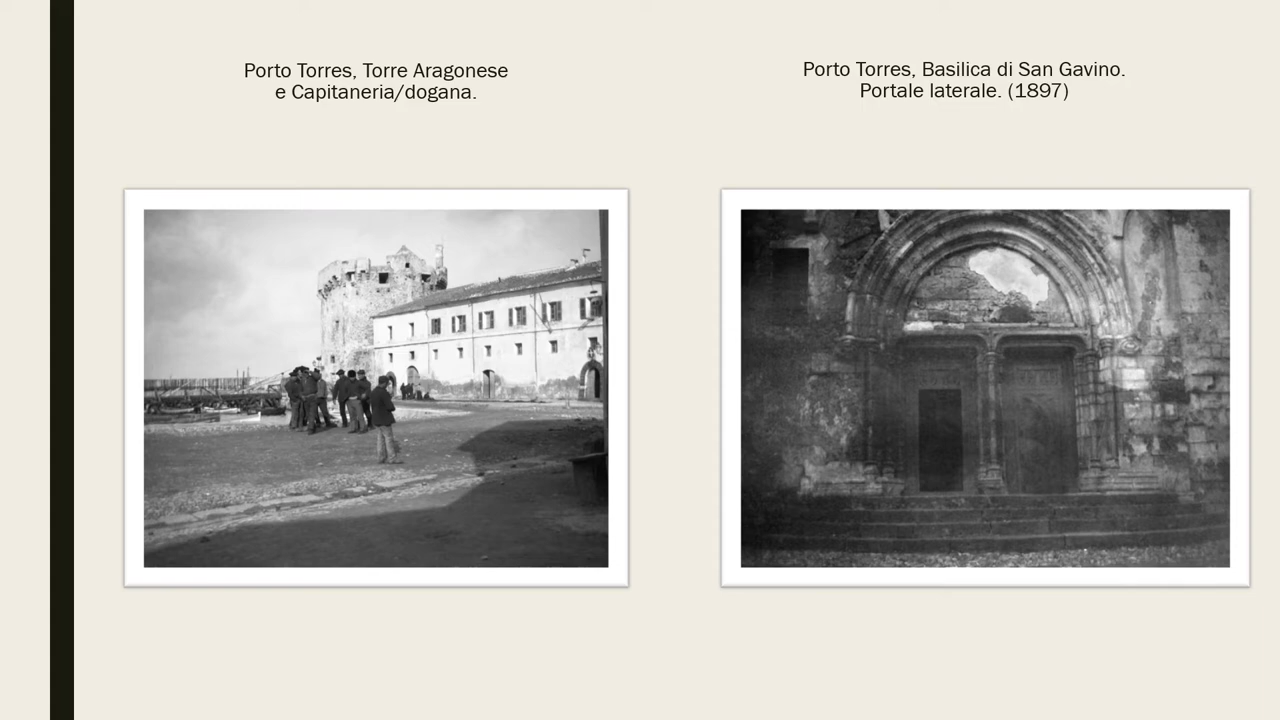 Porto Torres, Torre Aragonese
e Capitaneria/dogana.
Porto Torres, Basilica di San Gavino.
Portale laterale. (1897)